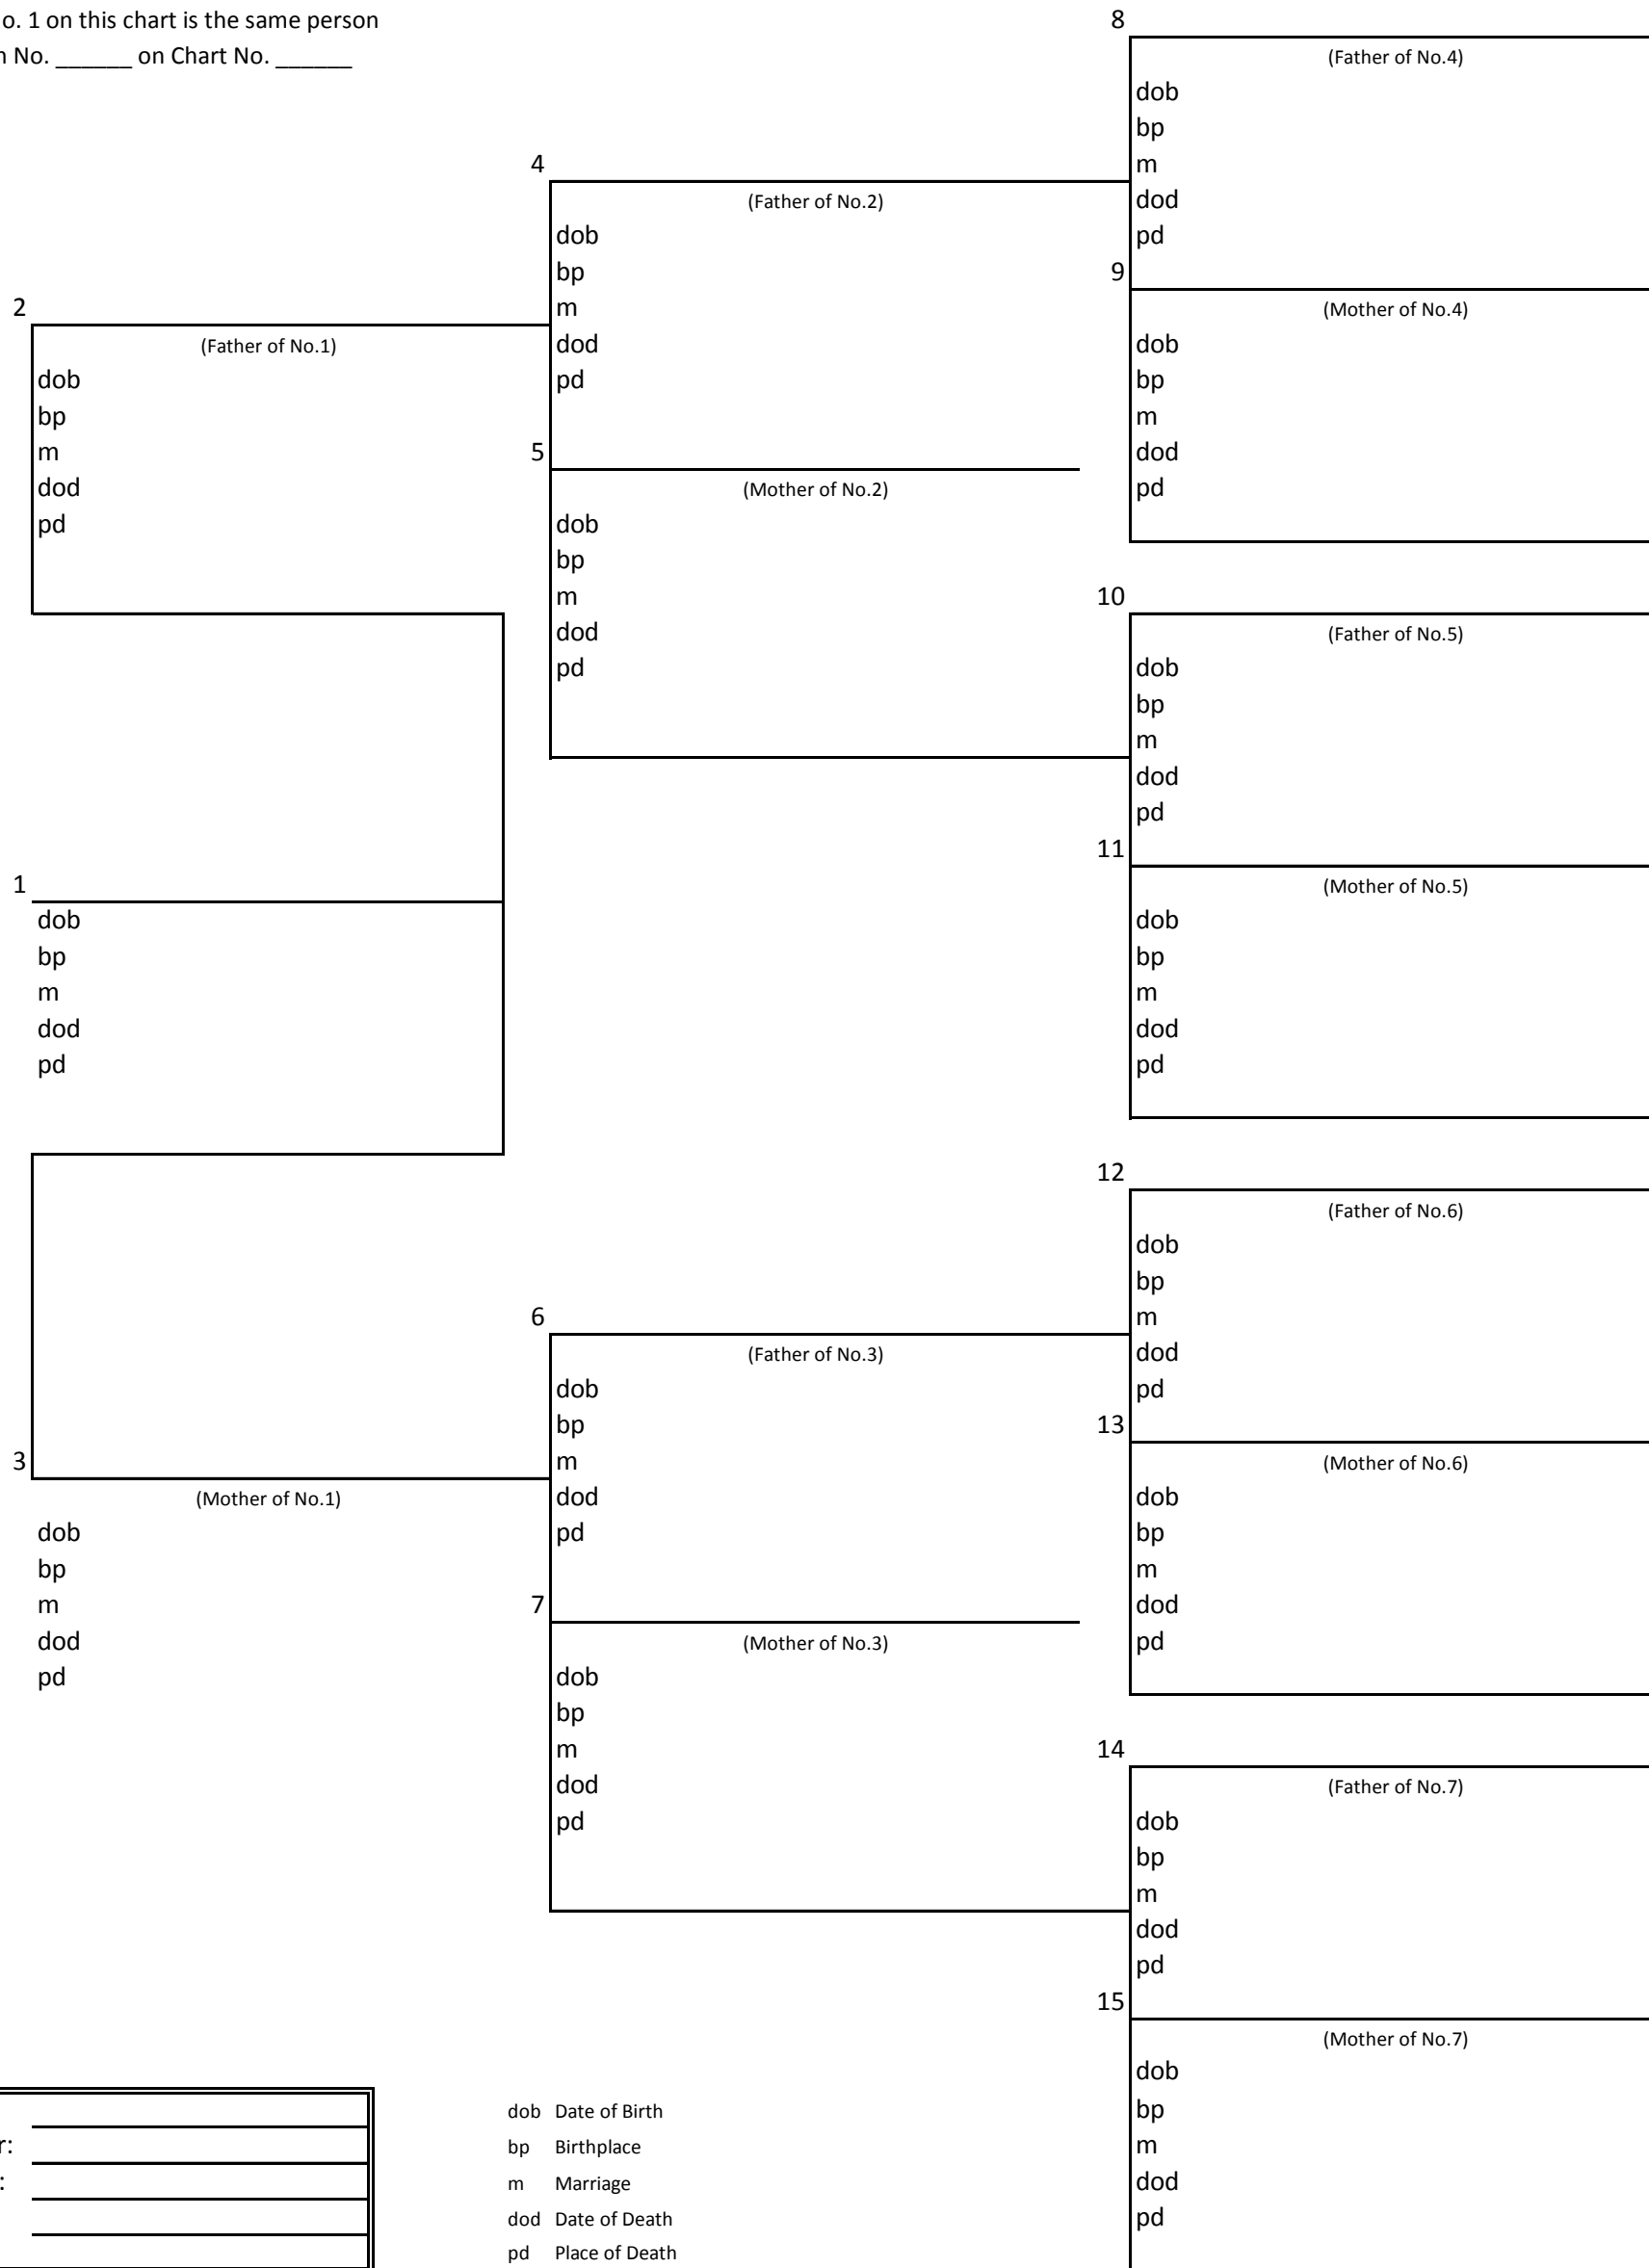 o. 1 on this chart is the same person
No. ______ on Chart No. ______
8
(Father of No.4)
dob
bp
m
dod
pd
4
(Father of No.2)
dob
bp
m
dod
pd
9
(Mother of No.4)
dob
bp
m
dod
pd
2
(Father of No.1)
dob
bp
m
dod
pd
5
(Mother of No.2)
dob
bp
m
dod
pd
10
(Father of No.5)
dob
bp
m
dod
pd
11
(Mother of No.5)
dob
bp
m
dod
pd
1
dob
bp
m
dod
pd
12
(Father of No.6)
dob
bp
m
dod
pd
6
(Father of No.3)
dob
bp
m
dod
pd
13
(Mother of No.6)
dob
bp
m
dod
pd
3
(Mother of No.1)
dob
bp
m
dod
pd
7
(Mother of No.3)
dob
bp
m
dod
pd
14
(Father of No.7)
dob
bp
m
dod
pd
15
(Mother of No.7)
dob
bp
m
dod
pd
r:
:
dob Date of Birth
bp Birthplace
m Marriage
dod Date of Death
pd Place of Death